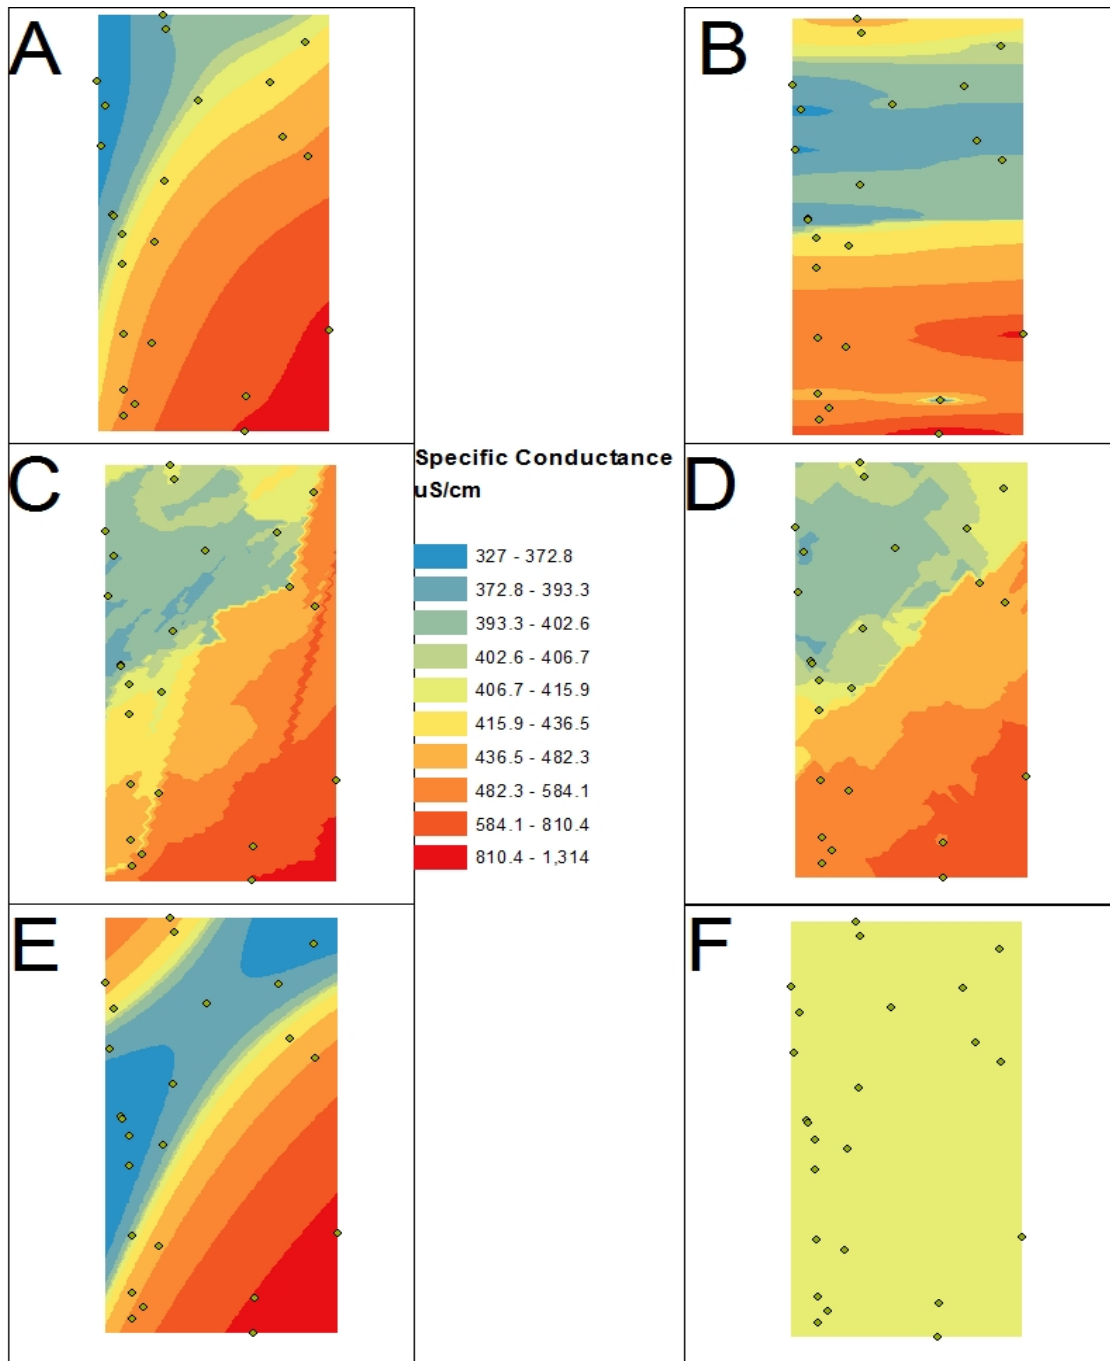 A
B
C
Specific Conductance
uS/cm
327 - 372.8
372.8 - 393.3
393.3 - 402.6
402.6 - 406.7
406.7 - 415.9
415.9 - 436.5
436.5 - 482.3
482.3 - 584.1
584.1 - 810.4
810.4 - 1,314
D
E
F